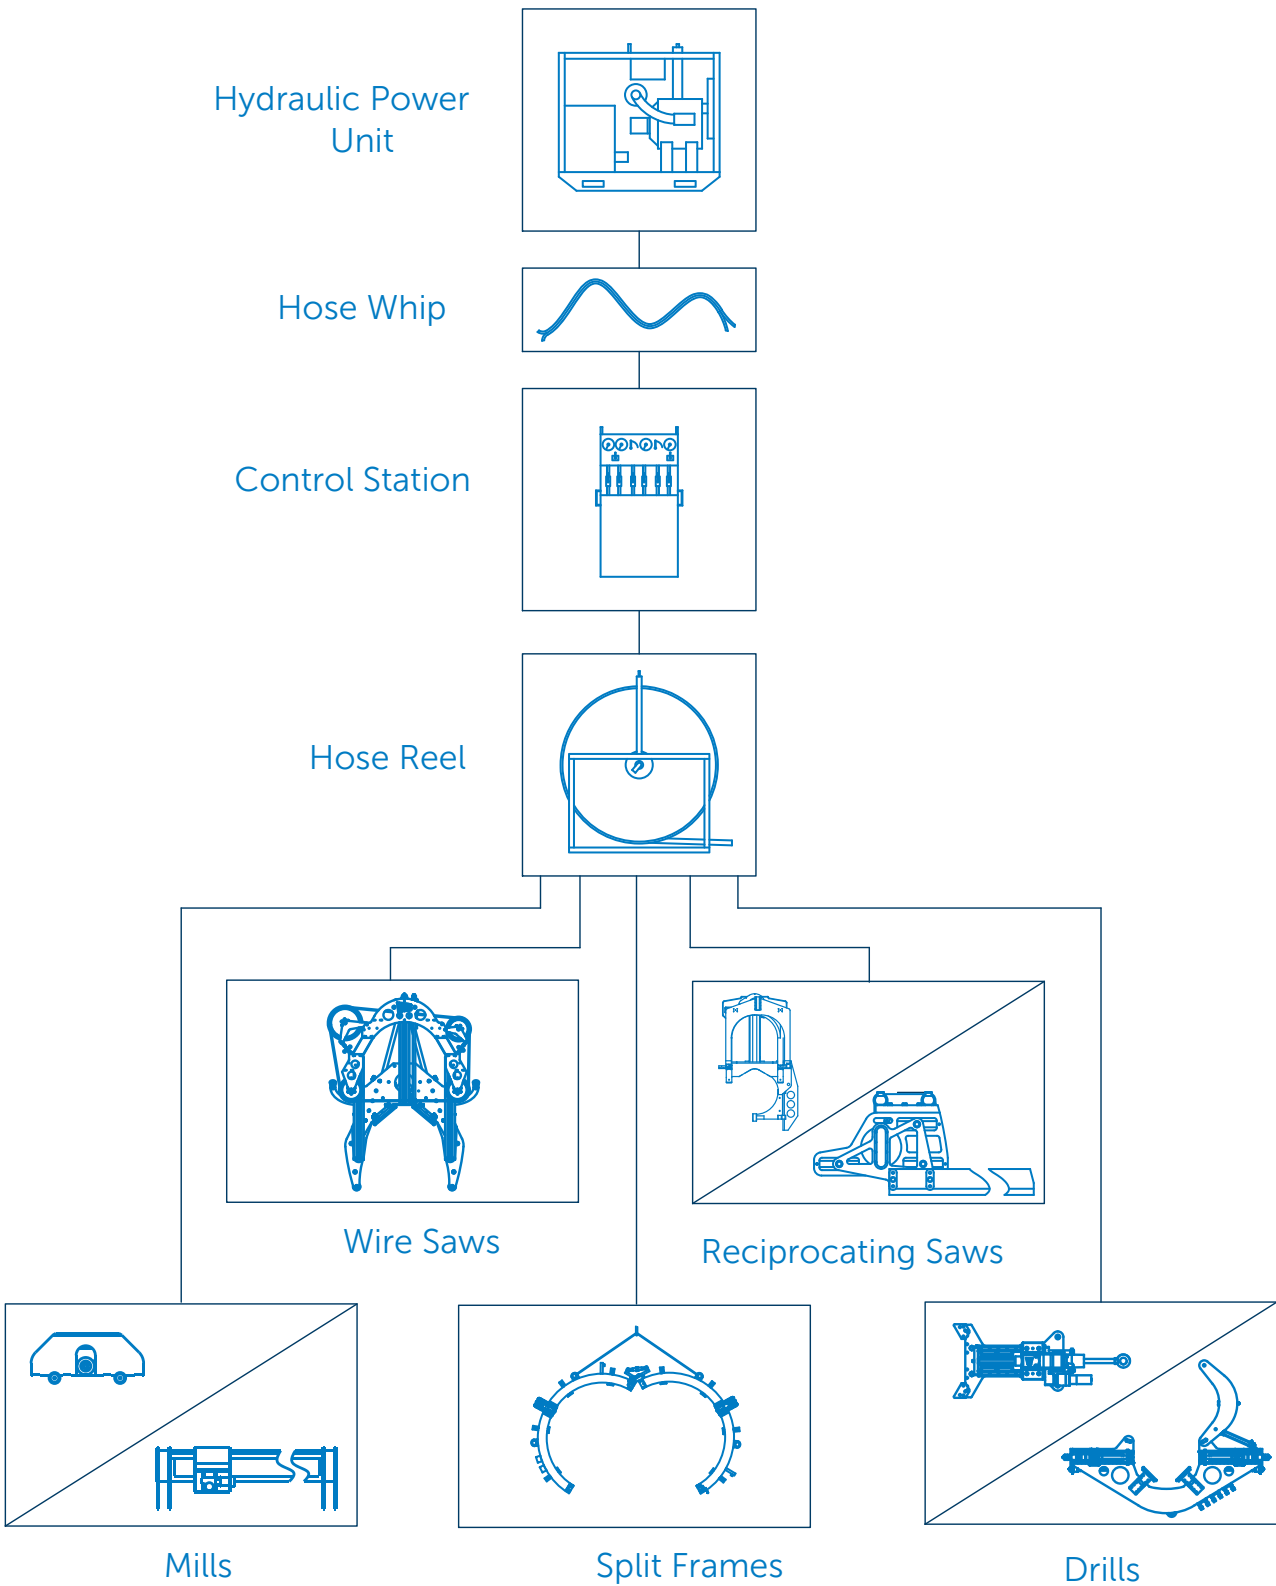 Hydraulic Power
Unit
Hose Whip
Control Station
Hose Reel
Wire Saws
Reciprocating Saws
Mills
Split Frames
Drills